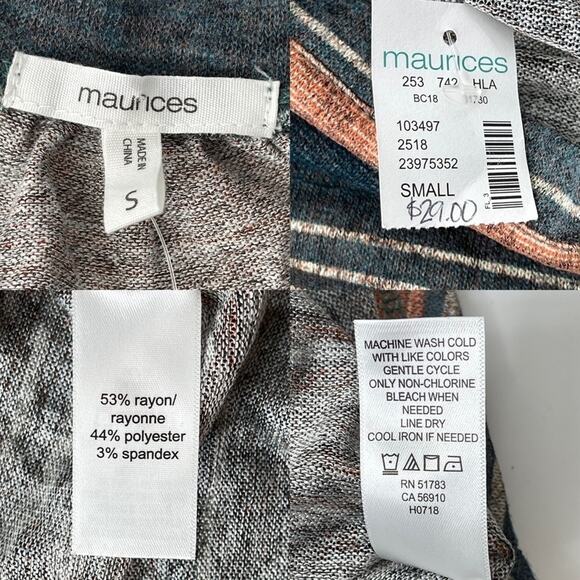 maurices
MADE IN
CHINA
S
maurices
253 742 HLA
BC18
103497
2518
23975352
SMALL
$29.00
FL 3
53% rayon/
rayonne
44% polyester
3% spandex
MACHINE WASH COLD
WITH LIKE COLORS
GENTLE CYCLE
ONLY NON-CHLORINE
BLEACH WHEN
NEEDED
LINE DRY
COOL IRON IF NEEDED
RN 51783
CA 56910
H0718